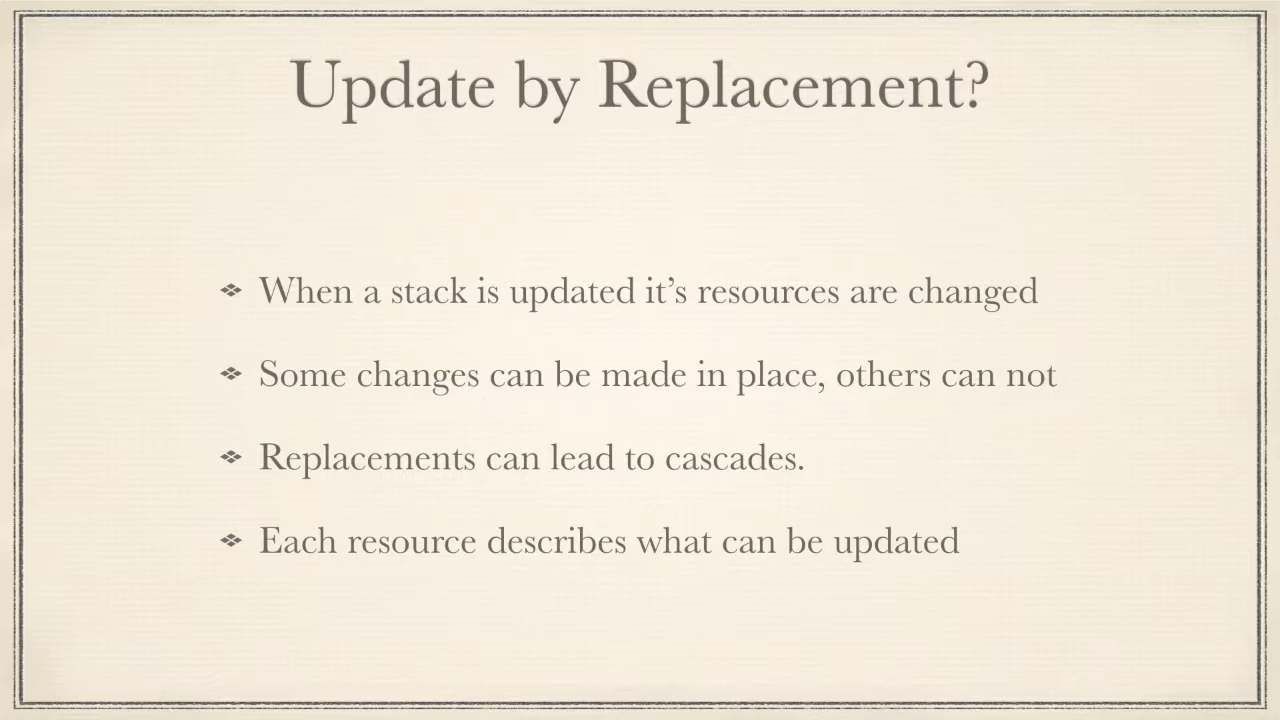 Update by Replacement?
When a stack is updated it’s resources are changed
Some changes can be made in place, others can not
Replacements can lead to cascades.
Each resource describes what can be updated